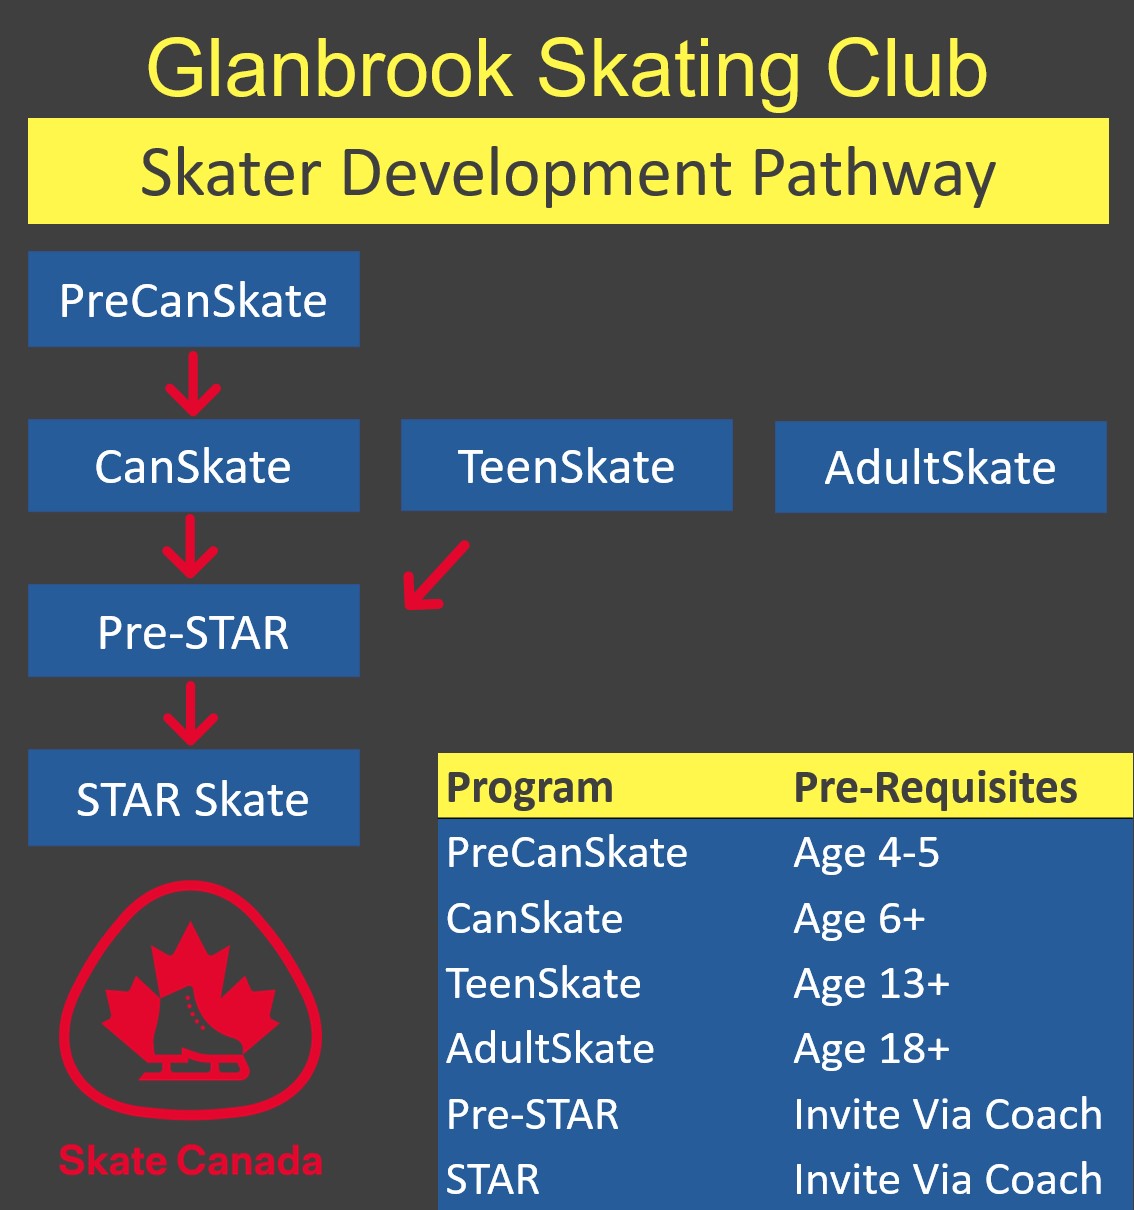 Glanbrook Skating Club
Skater Development Pathway
PreCanSkate
CanSkate
TeenSkate
AdultSkate
Pre-STAR
STAR Skate
Program Pre-Requisites
PreCanSkate Age 4-5
CanSkate Age 6+
TeenSkate Age 13+
AdultSkate Age 18+
Pre-STAR Invite Via Coach
STAR Invite Via Coach
Skate Canada